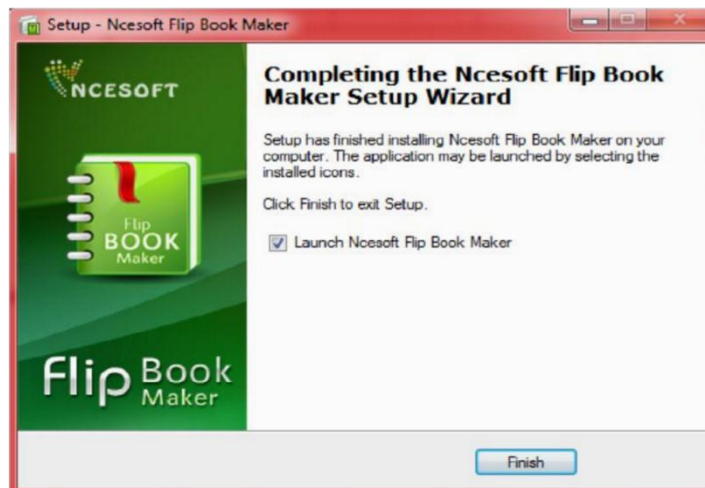 Setup - Ncesoft Flip Book Maker
NCESOFT
Flip
BOOK
Maker
Flip Book
Maker
Completing the Ncesoft Flip Book
Maker Setup Wizard
Setup has finished installing Ncesoft Flip Book Maker on your
computer. The application may be launched by selecting the
installed icons.
Click Finish to exit Setup.
Launch Ncesoft Flip Book Maker
Finish